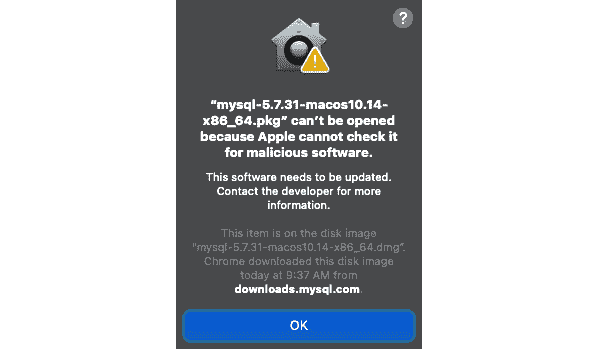 ?
“mysql-5.7.31-macos10.14-
x86_64.pkg” can’t be opened
because Apple cannot check it
for malicious software.
This software needs to be updated.
Contact the developer for more
information.
This item is on the disk image
“mysql-5.7.31-macos10.14-x86_64.dmg”.
Chrome downloaded this disk image
today at 9:37 AM from
downloads.mysql.com.
OK